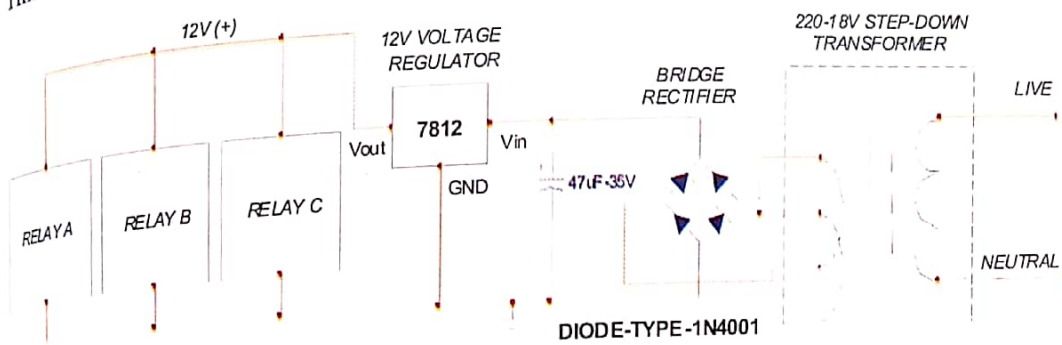 220-18V STEP-DOWN
TRANSFORMER
12V (+)
12V VOLTAGE
REGULATOR
BRIDGE
RECTIFIER
LIVE
7812
Vout
Vin
GND
47uF-35V
RELAY A
RELAY B
RELAY C
NEUTRAL
DIODE-TYPE-1N4001